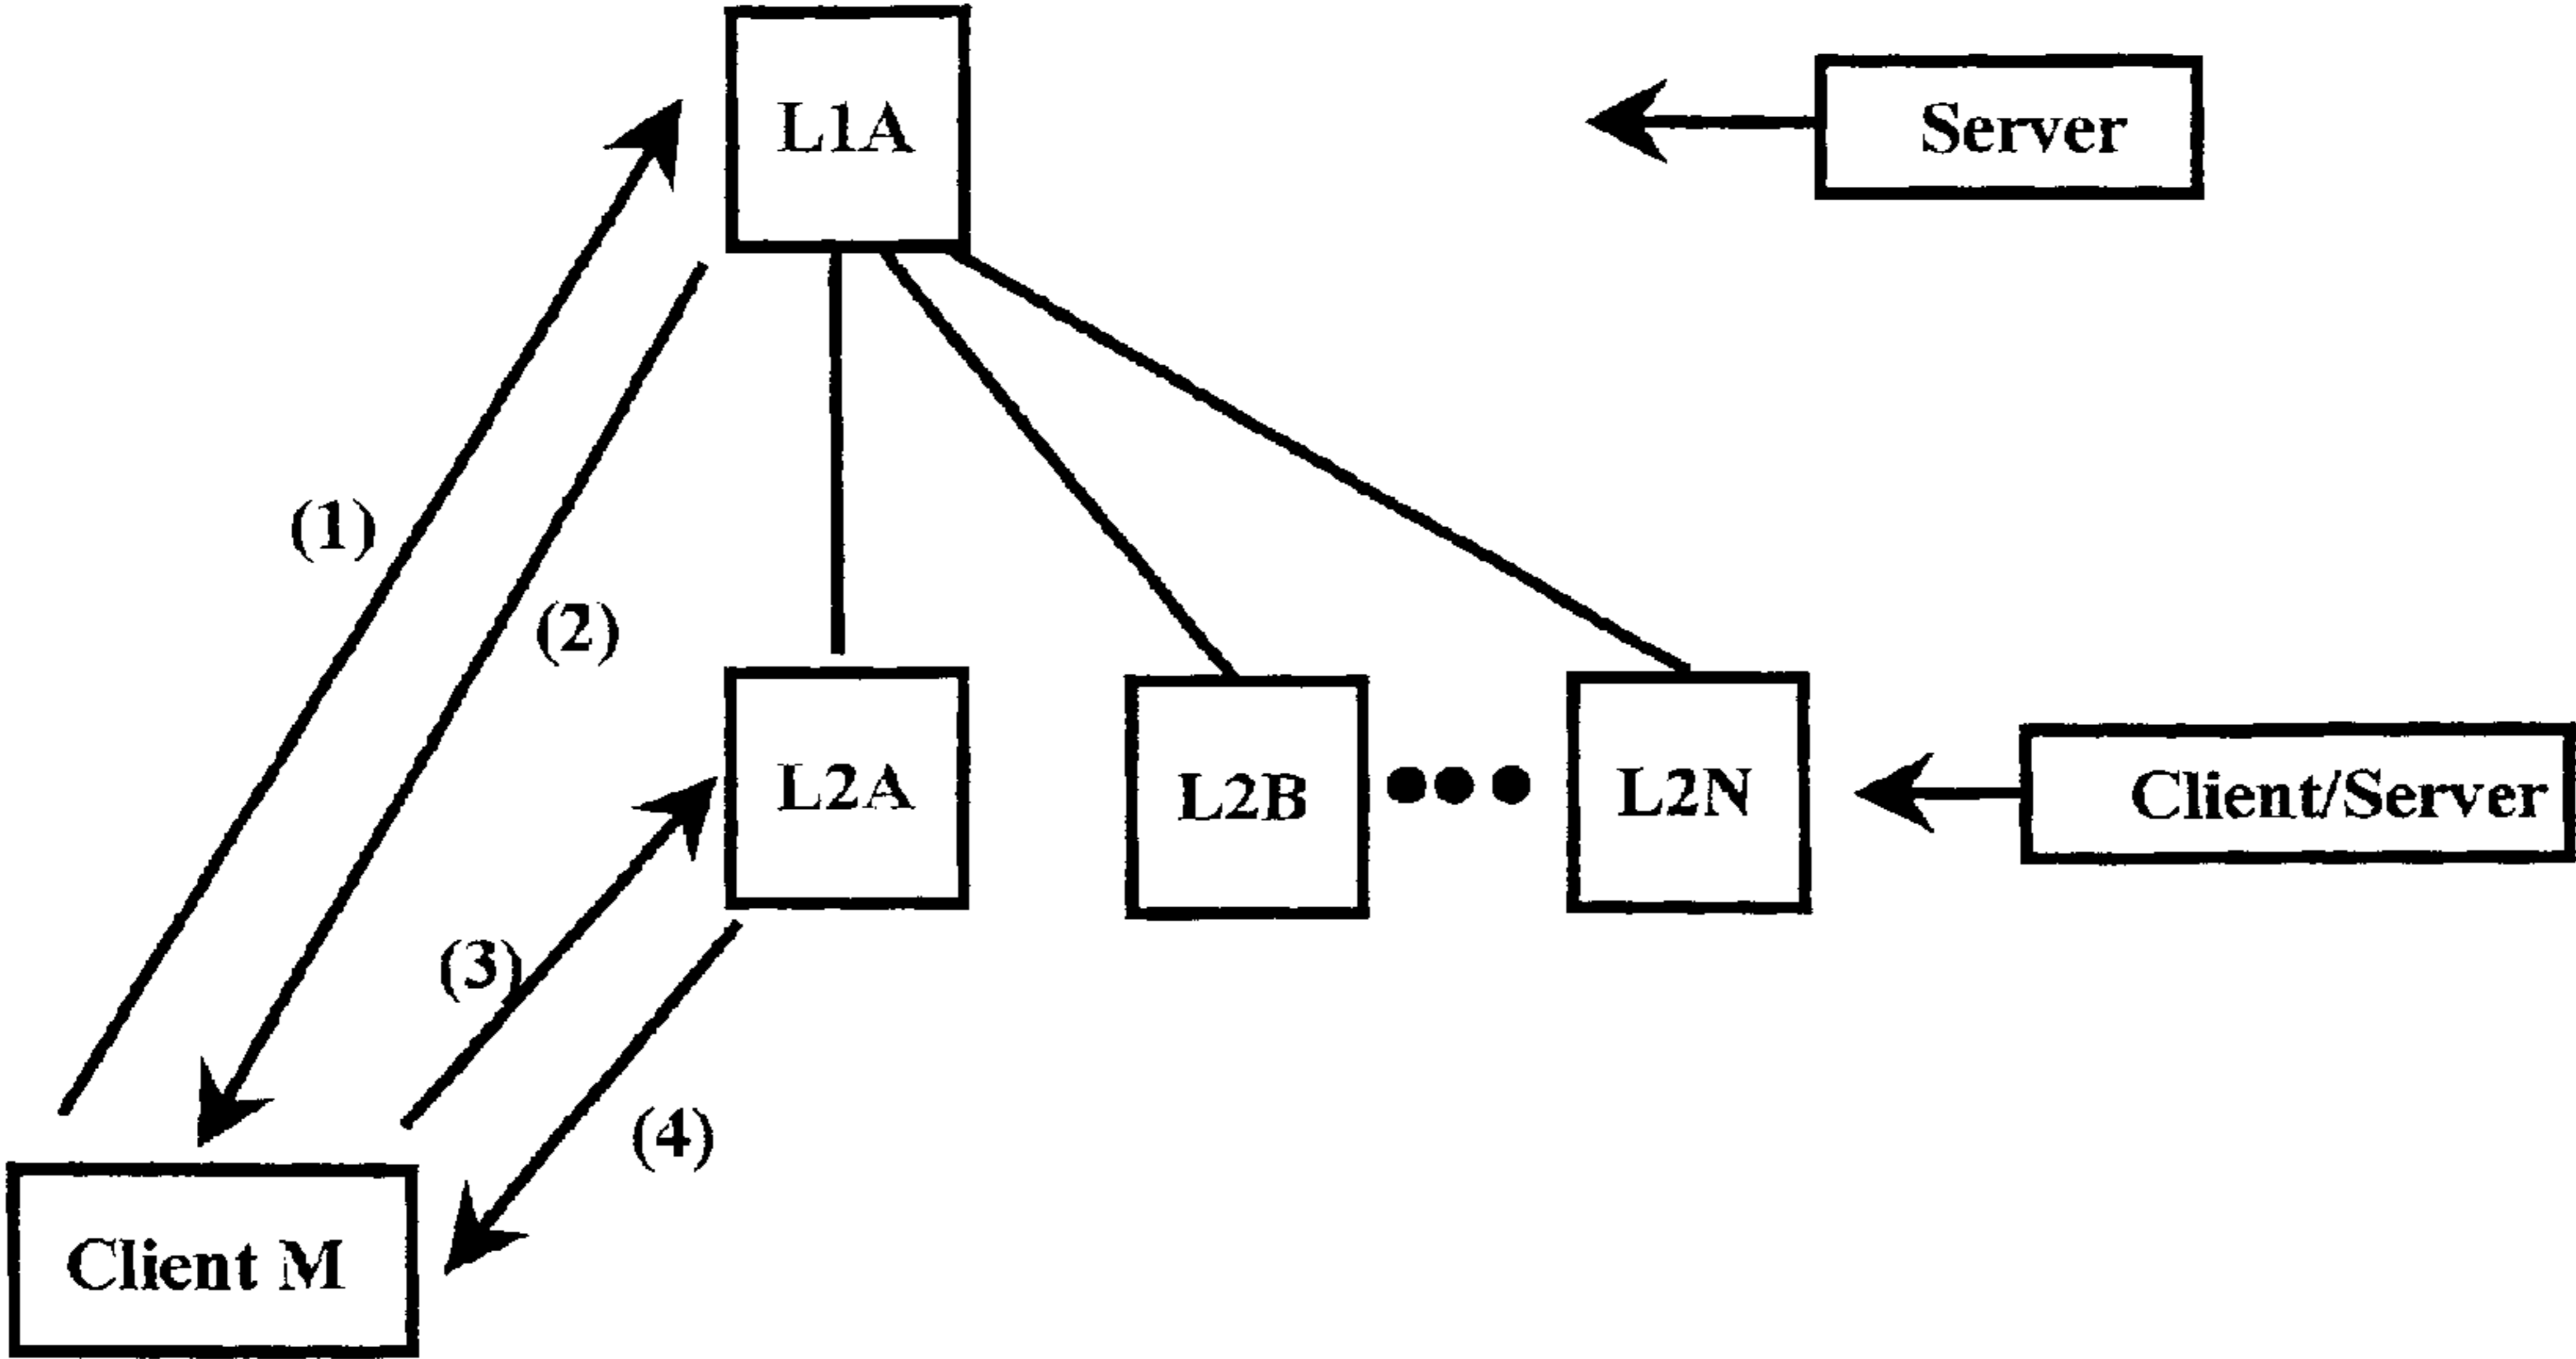 L1A
Server
(1)
(2)
L2A
L2B
L2N
Client/Server
(3)
(4)
Client M